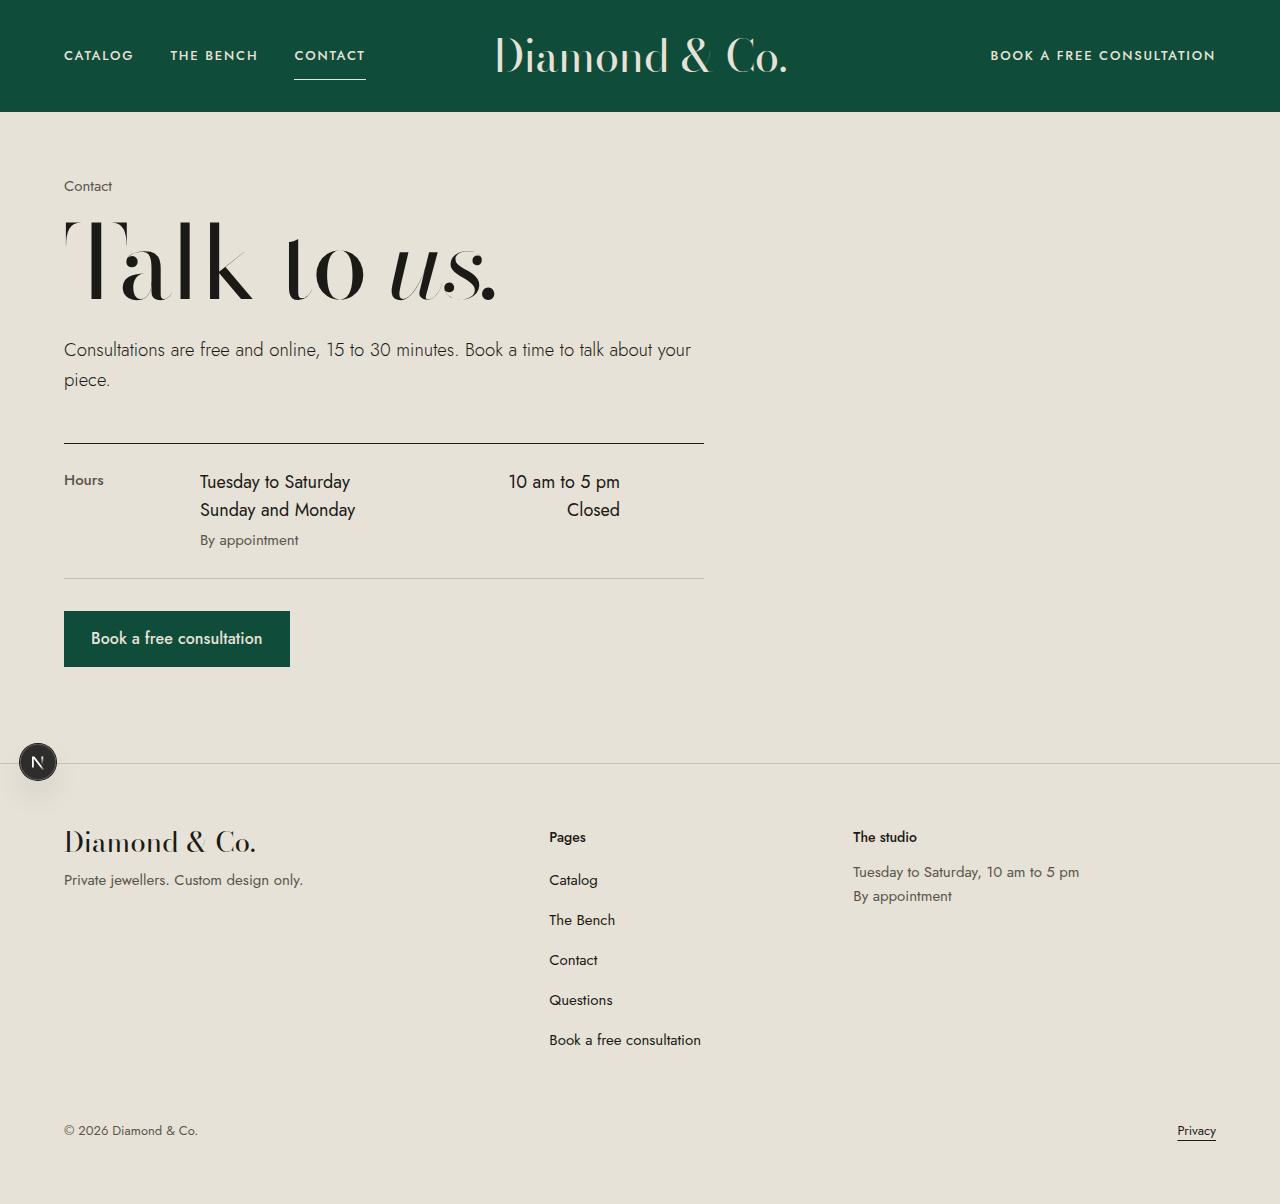 CATALOG THE BENCH CONTACT Diamond & Co. BOOK A FREE CONSULTATION
Contact
Talk to us.
Consultations are free and online, 15 to 30 minutes. Book a time to talk about your
piece.
Hours Tuesday to Saturday 10 am to 5 pm
Sunday and Monday Closed
By appointment
Book a free consultation
N
Diamond & Co.
Private jewellers. Custom design only.
Pages
Catalog
The Bench
Contact
Questions
Book a free consultation
The studio
Tuesday to Saturday, 10 am to 5 pm
By appointment
© 2026 Diamond & Co. Privacy